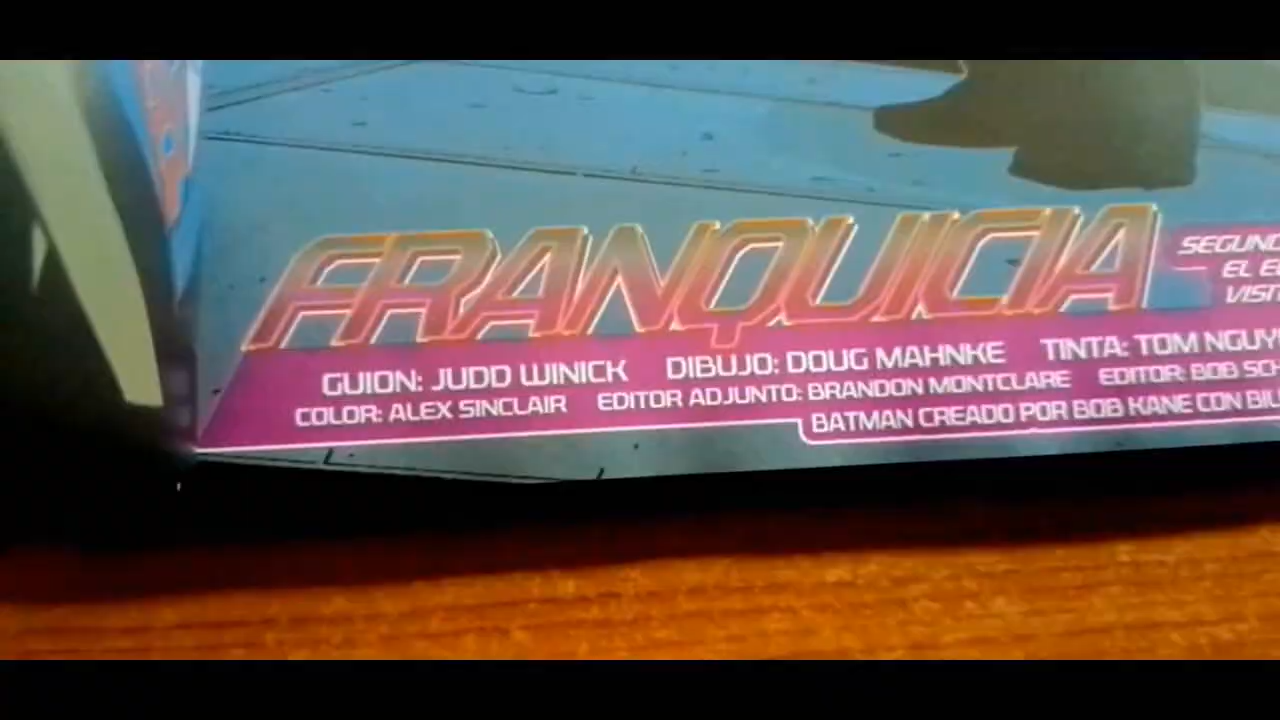 FRANQUICIA
SEGUND
EL E
VISIT
GUION: JUDD WINICK DIBUJO: DOUG MAHNKE TINTA: TOM NGUY
COLOR: ALEX SINCLAIR EDITOR ADJUNTO: BRANDON MONTCLARE EDITOR: BOB SCH
BATMAN CREADO POR BOB KANE CON BIL